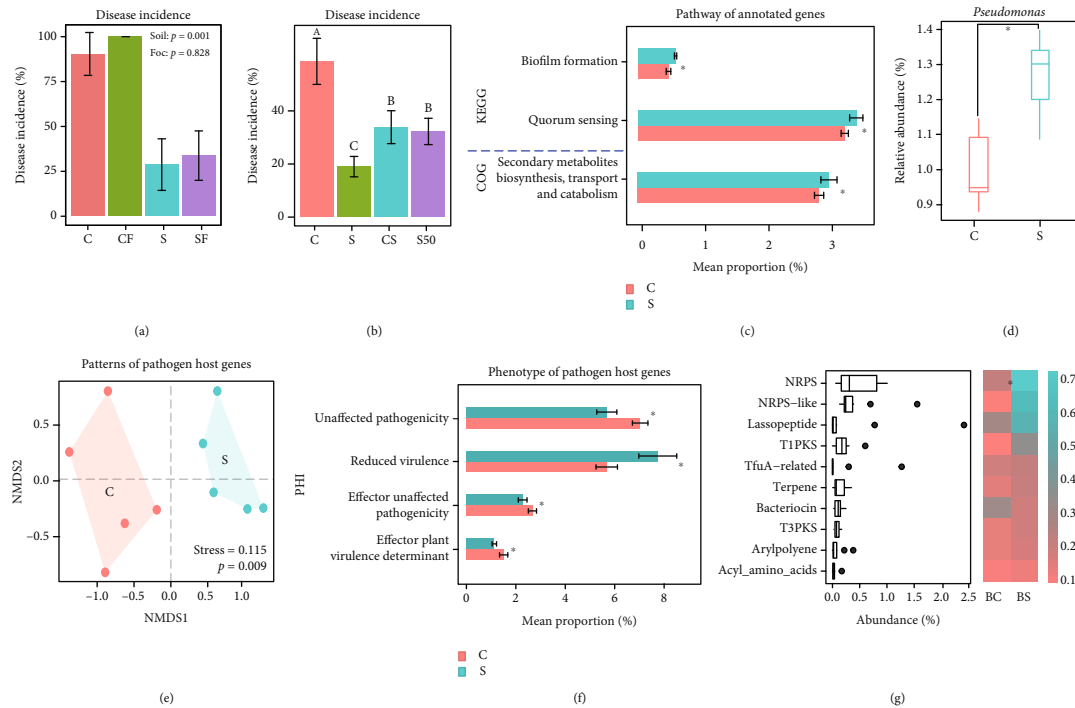 Disease incidence
Disease incidence (%)
100
75
50
25
0
Soil: p = 0.001
Foc: p = 0.828
C CF S SF
(a)
Disease incidence
Disease incidence (%)
40
20
0
A
C
B
B
C S CS S50
(b)
Pathway of annotated genes
KEGG
COG
Biofilm formation
*
Quorum sensing
*
Secondary metabolites
biosynthesis, transport
and catabolism
*
0 1 2 3
Mean proportion (%)
C
S
(c)
Pseudomonas
*
Relative abundance (%)
1.4
1.3
1.2
1.1
1.0
0.9
C S
(d)
Patterns of pathogen host genes
NMDS2
0.5
0.0
−0.5
C
S
Stress = 0.115
p = 0.009
−1.0 −0.5 0.0 0.5 1.0
NMDS1
(e)
Phenotype of pathogen host genes
PHI
Unaffected pathogenicity
*
Reduced virulence
*
Effector unaffected
pathogenicity
*
Effector plant
virulence determinant
*
0 2 4 6 8
Mean proportion (%)
C
S
(f)
NRPS
NRPS−like
Lassopeptide
T1PKS
TfuA−related
Terpene
Bacteriocin
T3PKS
Arylpolyene
Acyl_amino_acids
0.0 0.5 1.0 1.5 2.0 2.5
Abundance (%)
*
BC BS
0.7
0.6
0.5
0.4
0.3
0.2
0.1
(g)